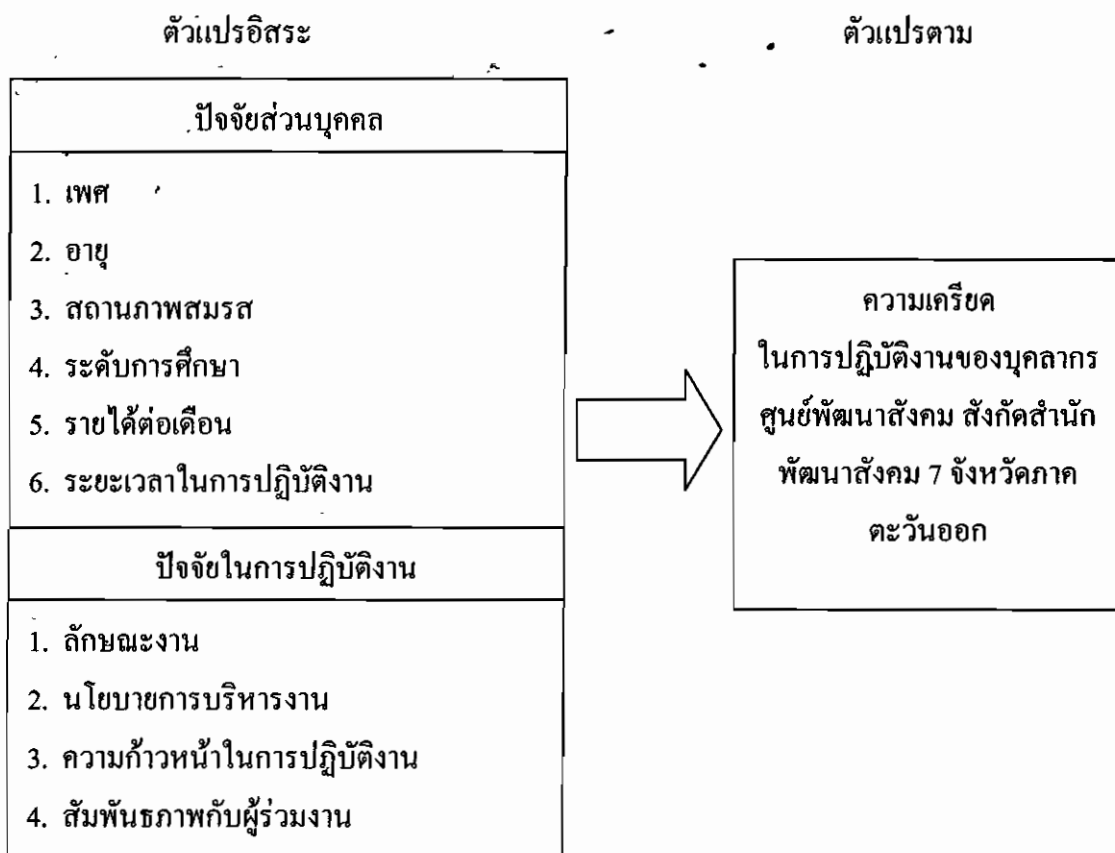 ตัวแปรอิสระ
ตัวแปรตาม
ปัจจัยส่วนบุคคล
1. เพศ
2. อายุ
3. สถานภาพสมรส
4. ระดับการศึกษา
5. รายได้ต่อเดือน
6. ระยะเวลาในการปฏิบัติงาน
ปัจจัยในการปฏิบัติงาน
1. ลักษณะงาน
2. นโยบายการบริหารงาน
3. ความก้าวหน้าในการปฏิบัติงาน
4. สัมพันธภาพกับผู้ร่วมงาน
ความเครียด
ในการปฏิบัติงานของบุคลากร
ศูนย์พัฒนาสังคม สังกัดสำนัก
พัฒนาสังคม 7 จังหวัดภาค
ตะวันออก